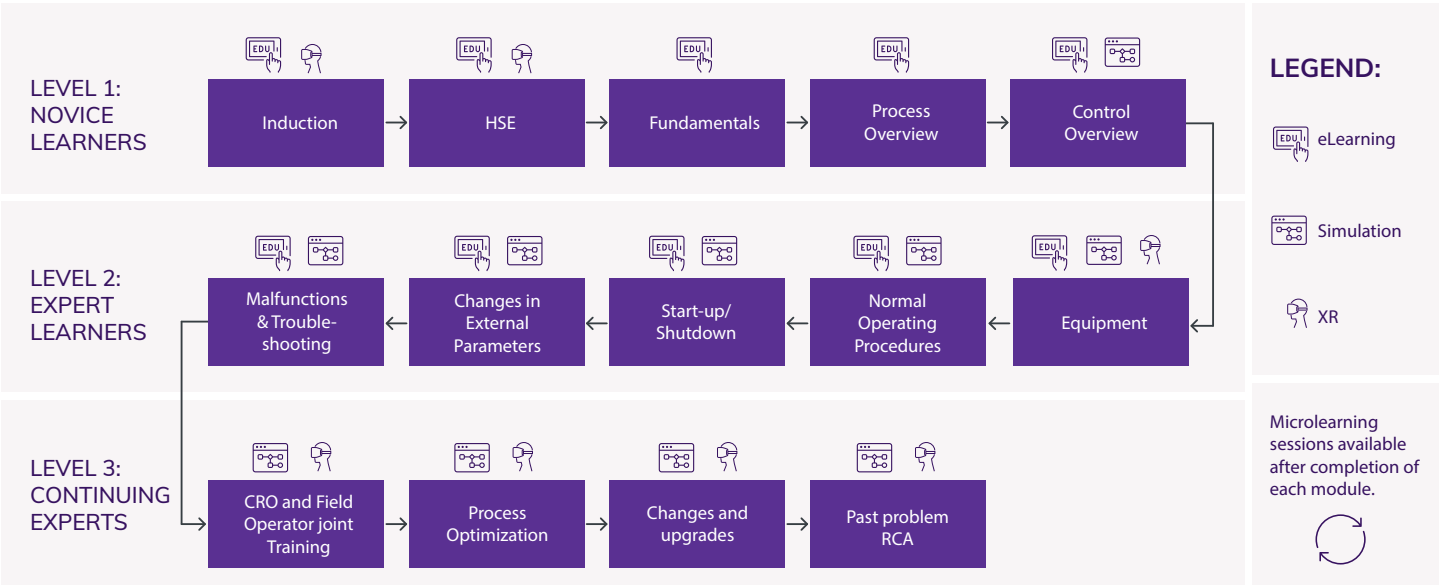 LEVEL 1:
NOVICE
LEARNERS
EDU
Induction
EDU
HSE
EDU
Fundamentals
EDU
Process
Overview
EDU
Control
Overview
LEVEL 2:
EXPERT
LEARNERS
EDU
Malfunctions
& Trouble-
shooting
EDU
Changes in
External
Parameters
EDU
Start-up/
Shutdown
EDU
Normal
Operating
Procedures
EDU
Equipment
LEVEL 3:
CONTINUING
EXPERTS
CRO and Field
Operator joint
Training
Process
Optimization
Changes and
upgrades
Past problem
RCA
LEGEND:
EDU
eLearning
Simulation
XR
Microlearning
sessions available
after completion of
each module.